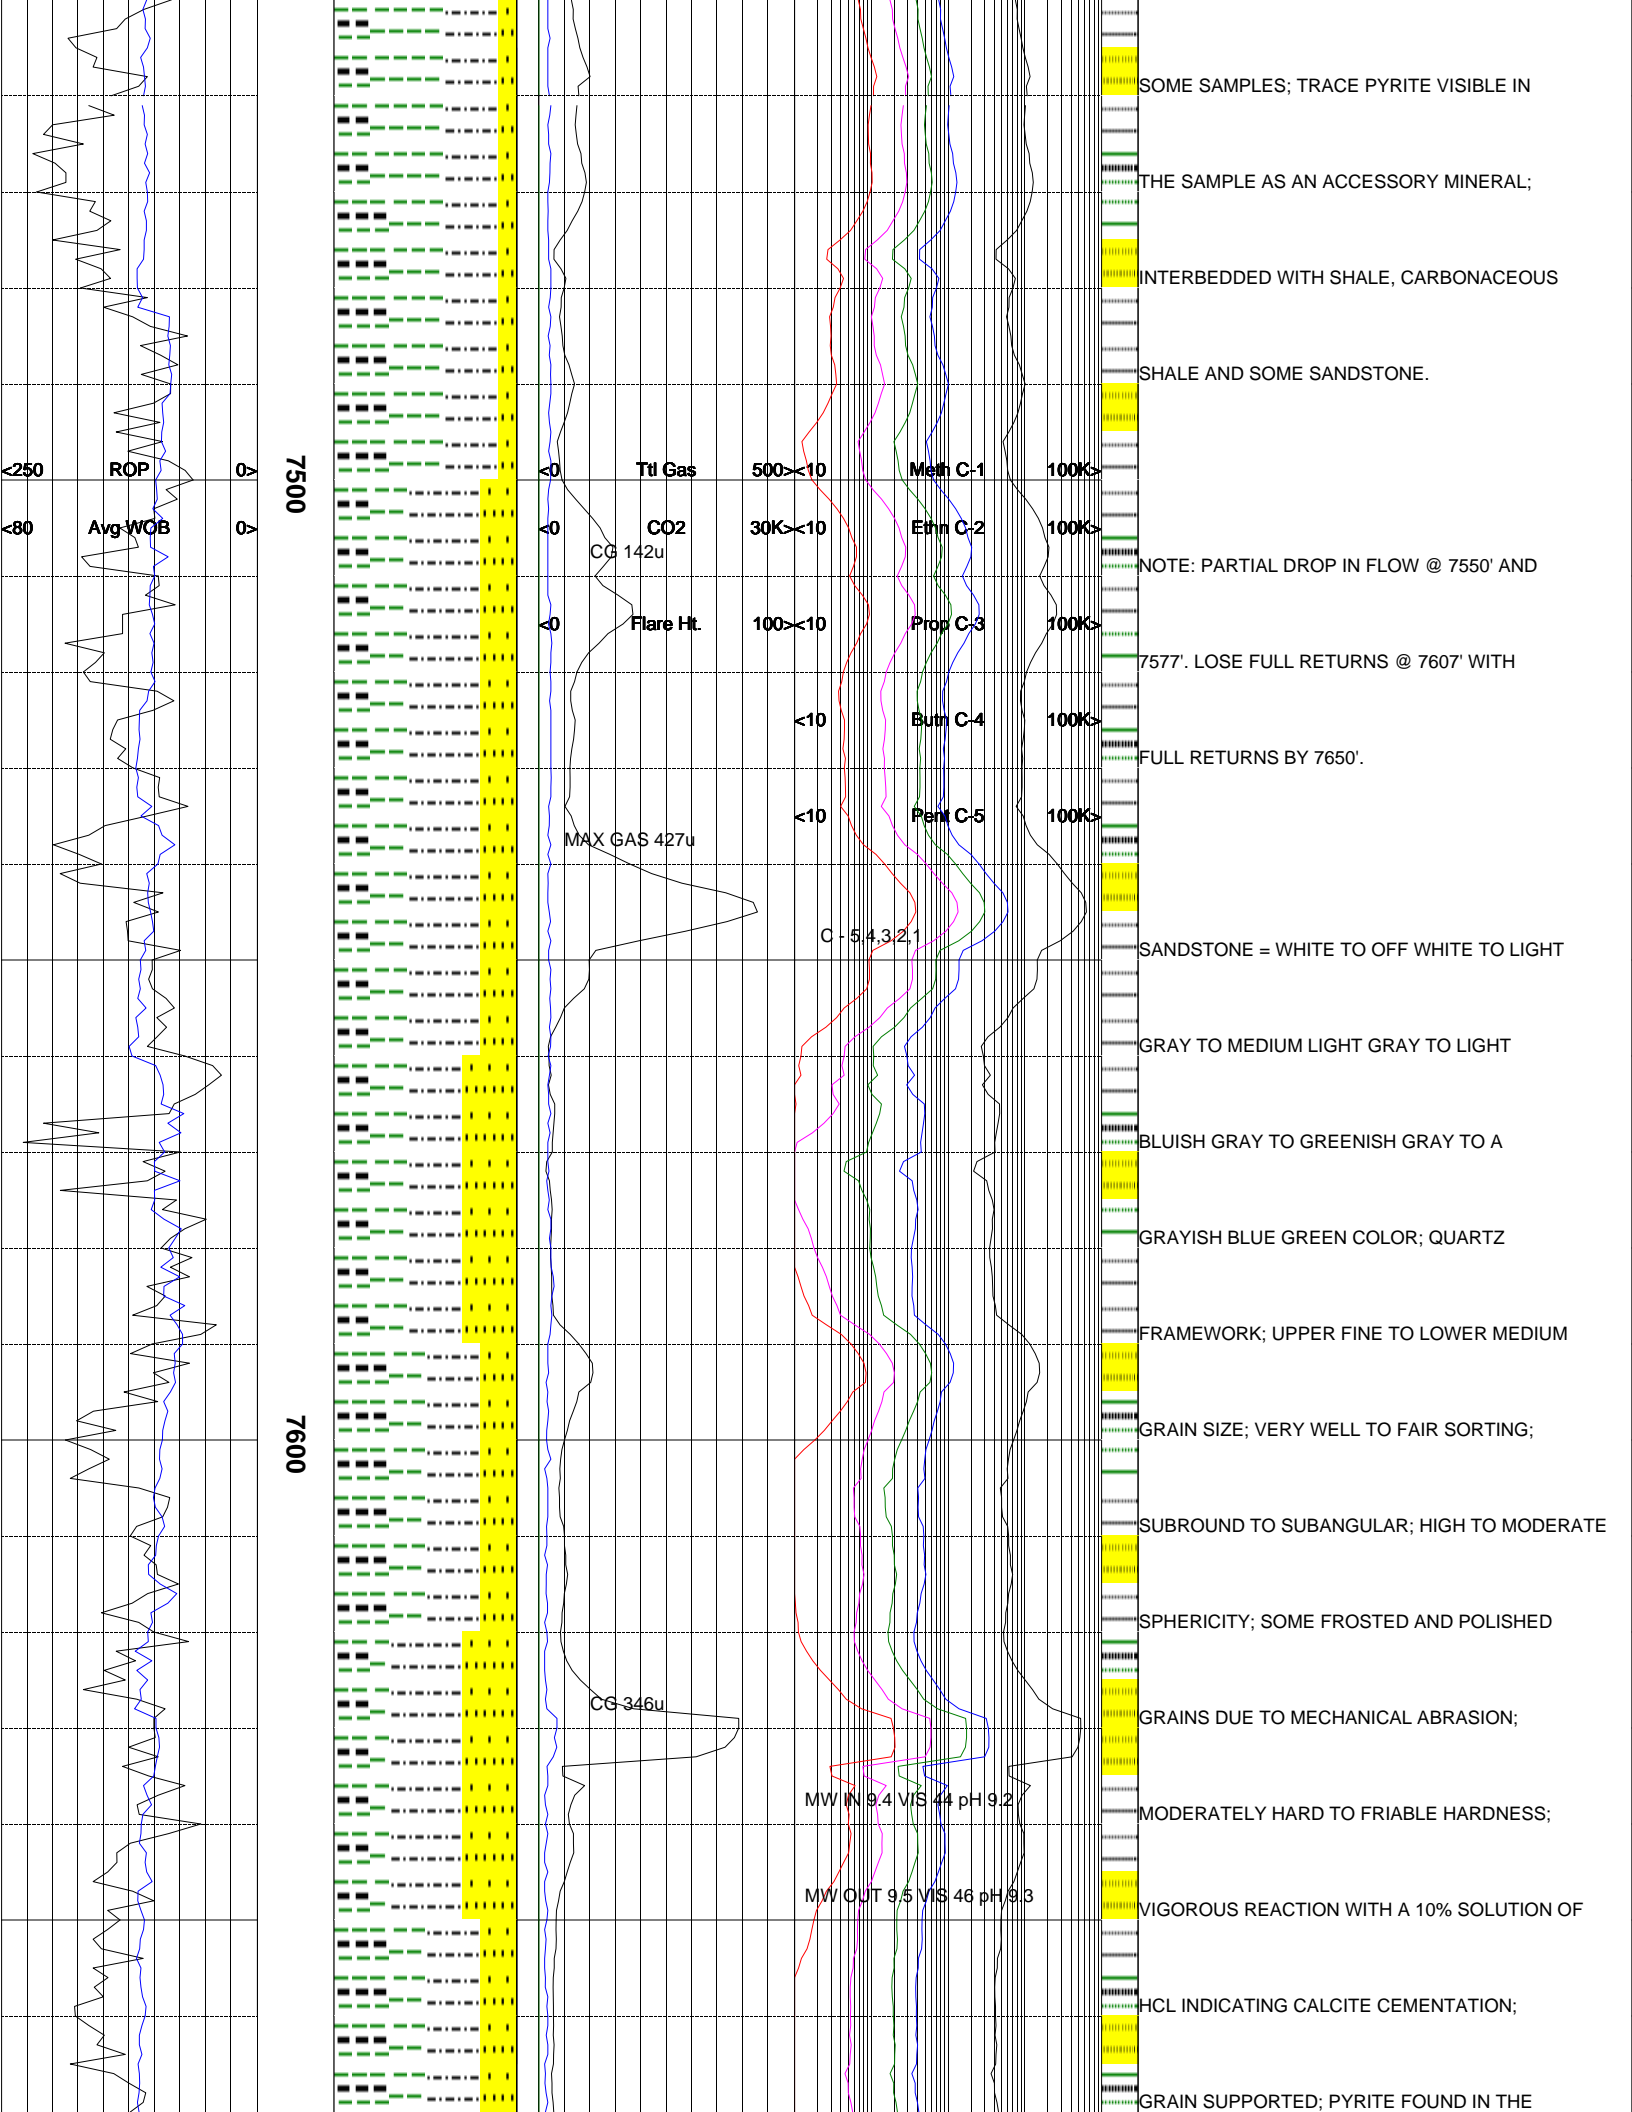 SOME SAMPLES; TRACE PYRITE VISIBLE IN
THE SAMPLE AS AN ACCESSORY MINERAL;
INTERBEDDED WITH SHALE, CARBONACEOUS
SHALE AND SOME SANDSTONE.
<250 ROP 0>
7500
<0 Ttl Gas 500>
<10 Meth C-1 100K>
<80 Avg WOB 0>
<0 CO2 30K>
<10 Ethn C-2 100K>
CG 142u
NOTE: PARTIAL DROP IN FLOW @ 7550' AND
<0 Flare Ht. 100>
<10 Prop C-3 100K>
7577'. LOSE FULL RETURNS @ 7607' WITH
<10 Butn C-4 100K>
FULL RETURNS BY 7650'.
<10 Pent C-5 100K>
MAX GAS 427u
C - 5,4,3,2,1
SANDSTONE = WHITE TO OFF WHITE TO LIGHT
GRAY TO MEDIUM LIGHT GRAY TO LIGHT
BLUISH GRAY TO GREENISH GRAY TO A
GRAYISH BLUE GREEN COLOR; QUARTZ
FRAMEWORK; UPPER FINE TO LOWER MEDIUM
7600
GRAIN SIZE; VERY WELL TO FAIR SORTING;
SUBROUND TO SUBANGULAR; HIGH TO MODERATE
SPHERICITY; SOME FROSTED AND POLISHED
CG 346u
GRAINS DUE TO MECHANICAL ABRASION;
MW IN 9.4 VIS 44 pH 9.2
MODERATELY HARD TO FRIABLE HARDNESS;
MW OUT 9.5 VIS 46 pH 9.3
VIGOROUS REACTION WITH A 10% SOLUTION OF
HCL INDICATING CALCITE CEMENTATION;
GRAIN SUPPORTED; PYRITE FOUND IN THE